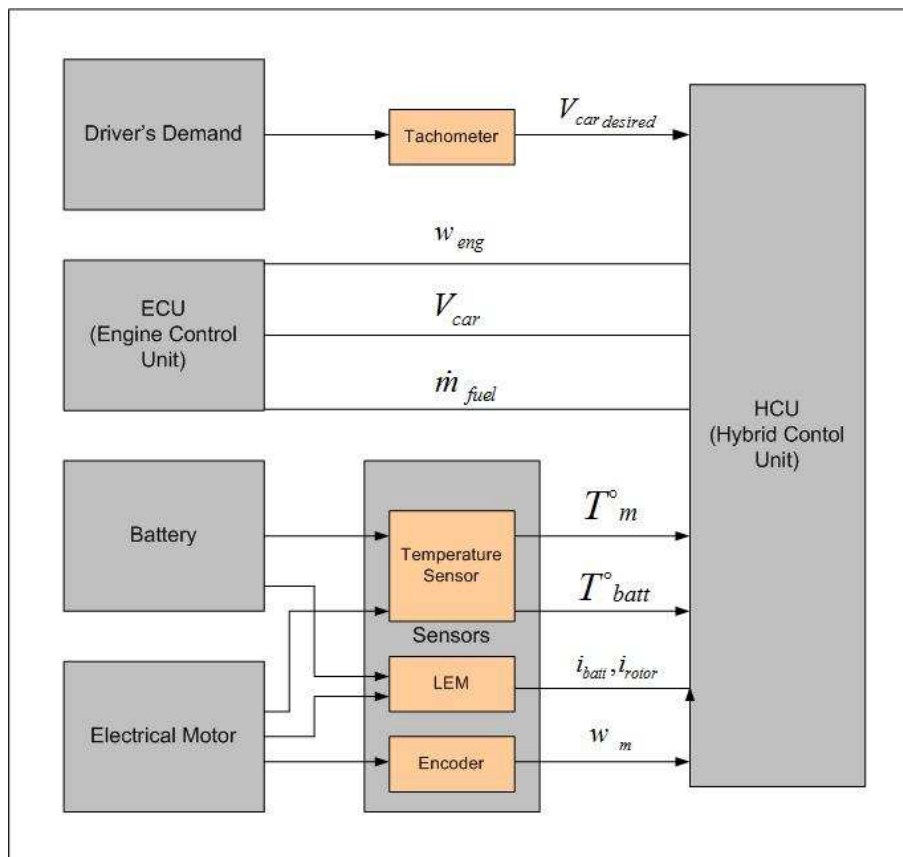 Driver's Demand
Tachometer
V car desired
w eng
ECU
(Engine Control
Unit)
V car
ṁ fuel
HCU
(Hybrid Contol
Unit)
Battery
Temperature
Sensor
Sensors
T° m
T° batt
LEM
i batt , i rotor
Electrical Motor
Encoder
w m